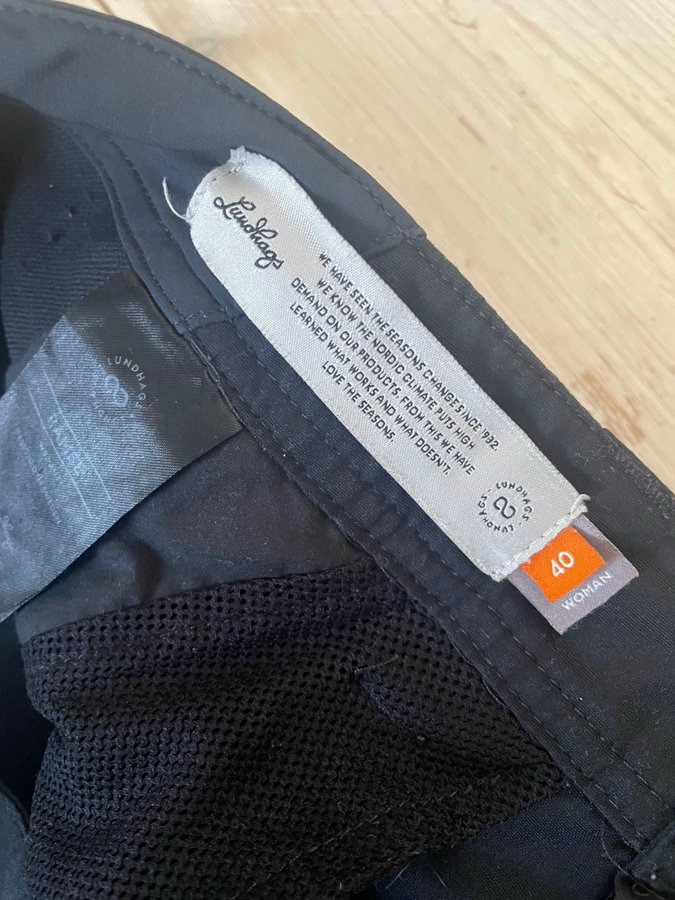 Lundhags
WE HAVE SEEN THE SEASONS CHANGE SINCE 1932.
WE KNOW THE NORDIC CLIMATE PUTS HIGH
DEMAND ON OUR PRODUCTS. FROM THIS WE HAVE
LEARNED WHAT WORKS AND WHAT DOESN'T.
LOVE THE SEASONS.
LUNDHAGS · LUNDHAGS ·
40
WOMAN
LUNDHAGS